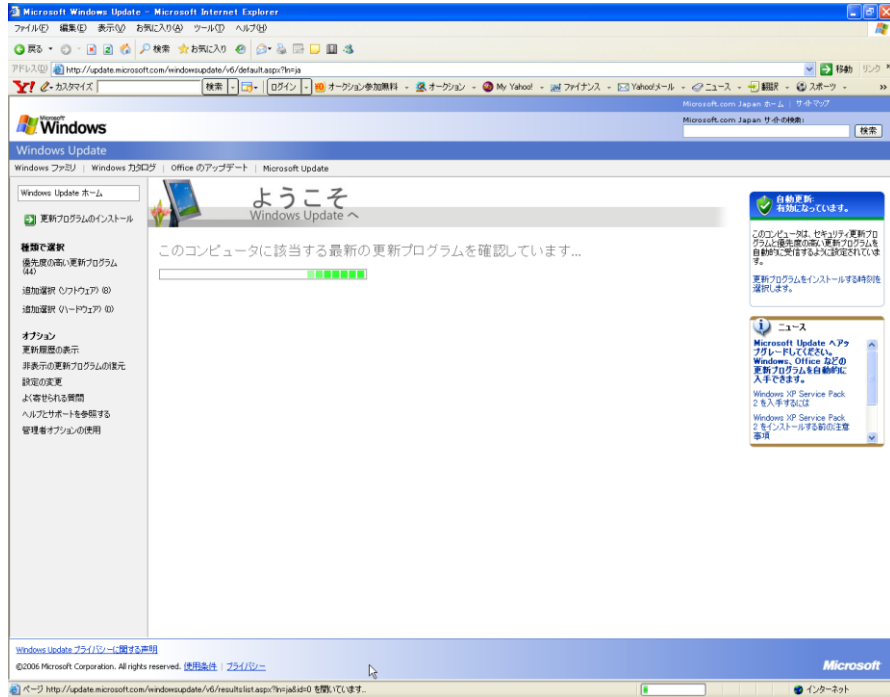 Microsoft Windows Update - Microsoft Internet Explorer
ファイル(F) 編集(E) 表示(V) お気に入り(A) ツール(T) ヘルプ(H)
戻る 検索 お気に入り
アドレス(D) http://update.microsoft.com/windowsupdate/v6/default.aspx?ln=ja 移動 リンク »
Y! カスタマイズ 検索 ログイン オークション参加無料 オークション My Yahoo! ファイナンス Yahoo!メール ニュース 翻訳 スポーツ »
Microsoft.com Japan ホーム | サイトマップ
Microsoft Windows
Microsoft.com Japan サイトの検索:
検索
Windows Update
Windows ファミリ | Windows カタログ | Office のアップデート | Microsoft Update
Windows Update ホーム
更新プログラムのインストール
種類で選択
優先度の高い更新プログラム
(44)
追加選択 (ソフトウェア) (8)
追加選択 (ハードウェア) (0)
オプション
更新履歴の表示
非表示の更新プログラムの復元
設定の変更
よく寄せられる質問
ヘルプとサポートを参照する
管理者オプションの使用
ようこそ
Windows Update へ
このコンピュータに該当する最新の更新プログラムを確認しています...
自動更新:
有効になっています。
このコンピュータは、セキュリティ更新プロ
グラムと優先度の高い更新プログラムを
自動的に受信するように設定されていま
す。
更新プログラムをインストールする時刻を
選択します。
ニュース
Microsoft Update へアッ
プグレードしてください。
Windows、Office などの
更新プログラムを自動的に
入手できます。
Windows XP Service Pack
2 を入手するには
Windows XP Service Pack
2 をインストールする前の注意
事項
Windows Update プライバシーに関する声明
©2006 Microsoft Corporation. All rights reserved. 使用条件 | プライバシー
Microsoft
ページ http://update.microsoft.com/windowsupdate/v6/resultslist.aspx?ln=ja&id=0 を開いています... インターネット